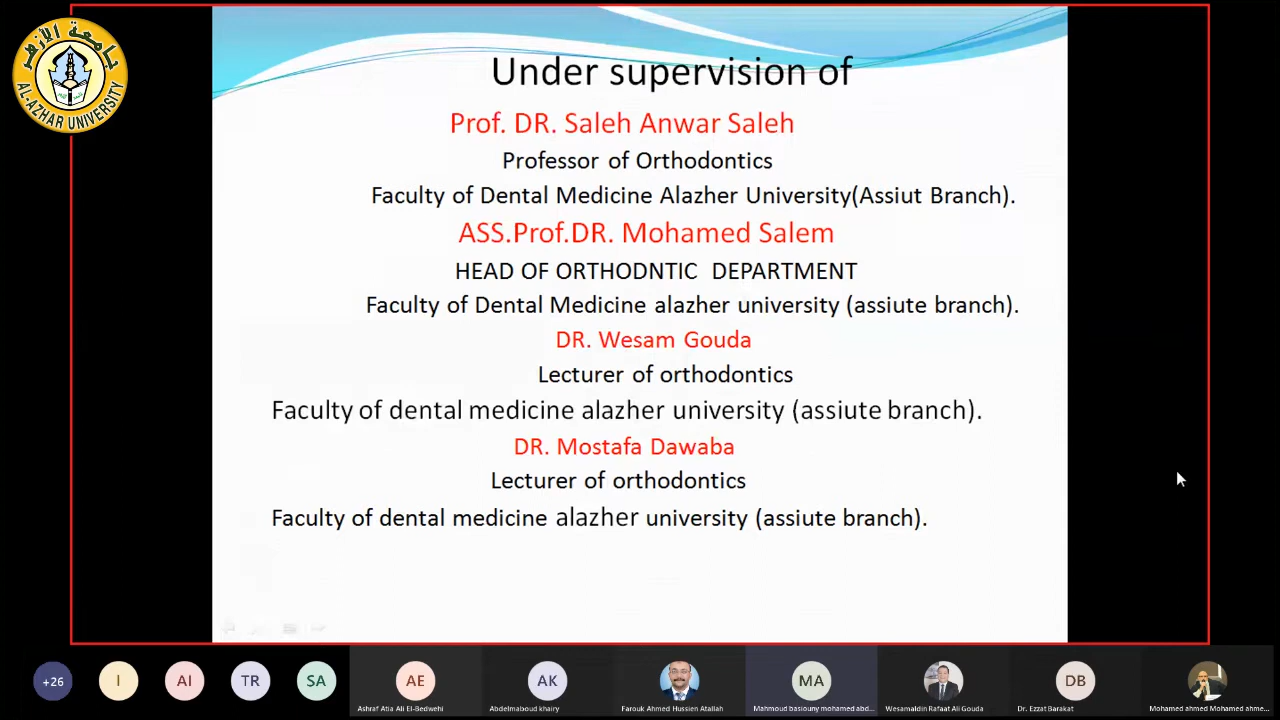 جامعة الأزهر
AL-AZHAR UNIVERSITY
Under supervision of
Prof. DR. Saleh Anwar Saleh
Professor of Orthodontics
Faculty of Dental Medicine Alazher University(Assiut Branch).
ASS.Prof.DR. Mohamed Salem
HEAD OF ORTHODNTIC DEPARTMENT
Faculty of Dental Medicine alazher university (assiute branch).
DR. Wesam Gouda
Lecturer of orthodontics
Faculty of dental medicine alazher university (assiute branch).
DR. Mostafa Dawaba
Lecturer of orthodontics
Faculty of dental medicine alazher university (assiute branch).
+26 I AI TR SA AE AK MA DB
Ashraf Atia Ali El-Bedwehi Abdelmaboud khairy Farouk Ahmed Hussien Atallah Mahmoud basiouny mohamed abd... Wesamaldin Rafaat Ali Gouda Dr. Ezzat Barakat Mohamed ahmed Mohamed ahme...